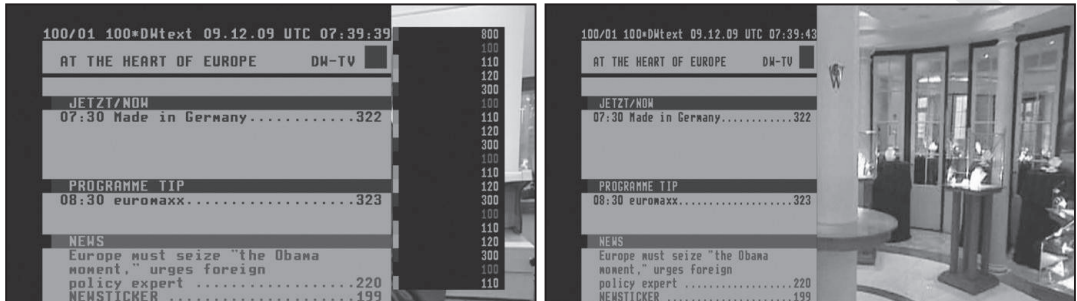 100/01 100*DWtext 09.12.09 UTC 07:39:39
AT THE HEART OF EUROPE DW-TV
JETZT/NOW
07:30 Made in Germany............322
PROGRAMME TIP
08:30 euromaxx..................323
NEWS
Europe must seize "the Obama
moment," urges foreign
policy expert ................220
NEWSTICKER ..................199
800
100
110
120
300
100
110
120
300
100
110
120
300
100
110
120
300
100
110
100/01 100*DWtext 09.12.09 UTC 07:39:43
AT THE HEART OF EUROPE DW-TV
JETZT/NOW
07:30 Made in Germany............322
PROGRAMME TIP
08:30 euromaxx..................323
NEWS
Europe must seize "the Obama
moment," urges foreign
policy expert ................220
NEWSTICKER ..................199
W